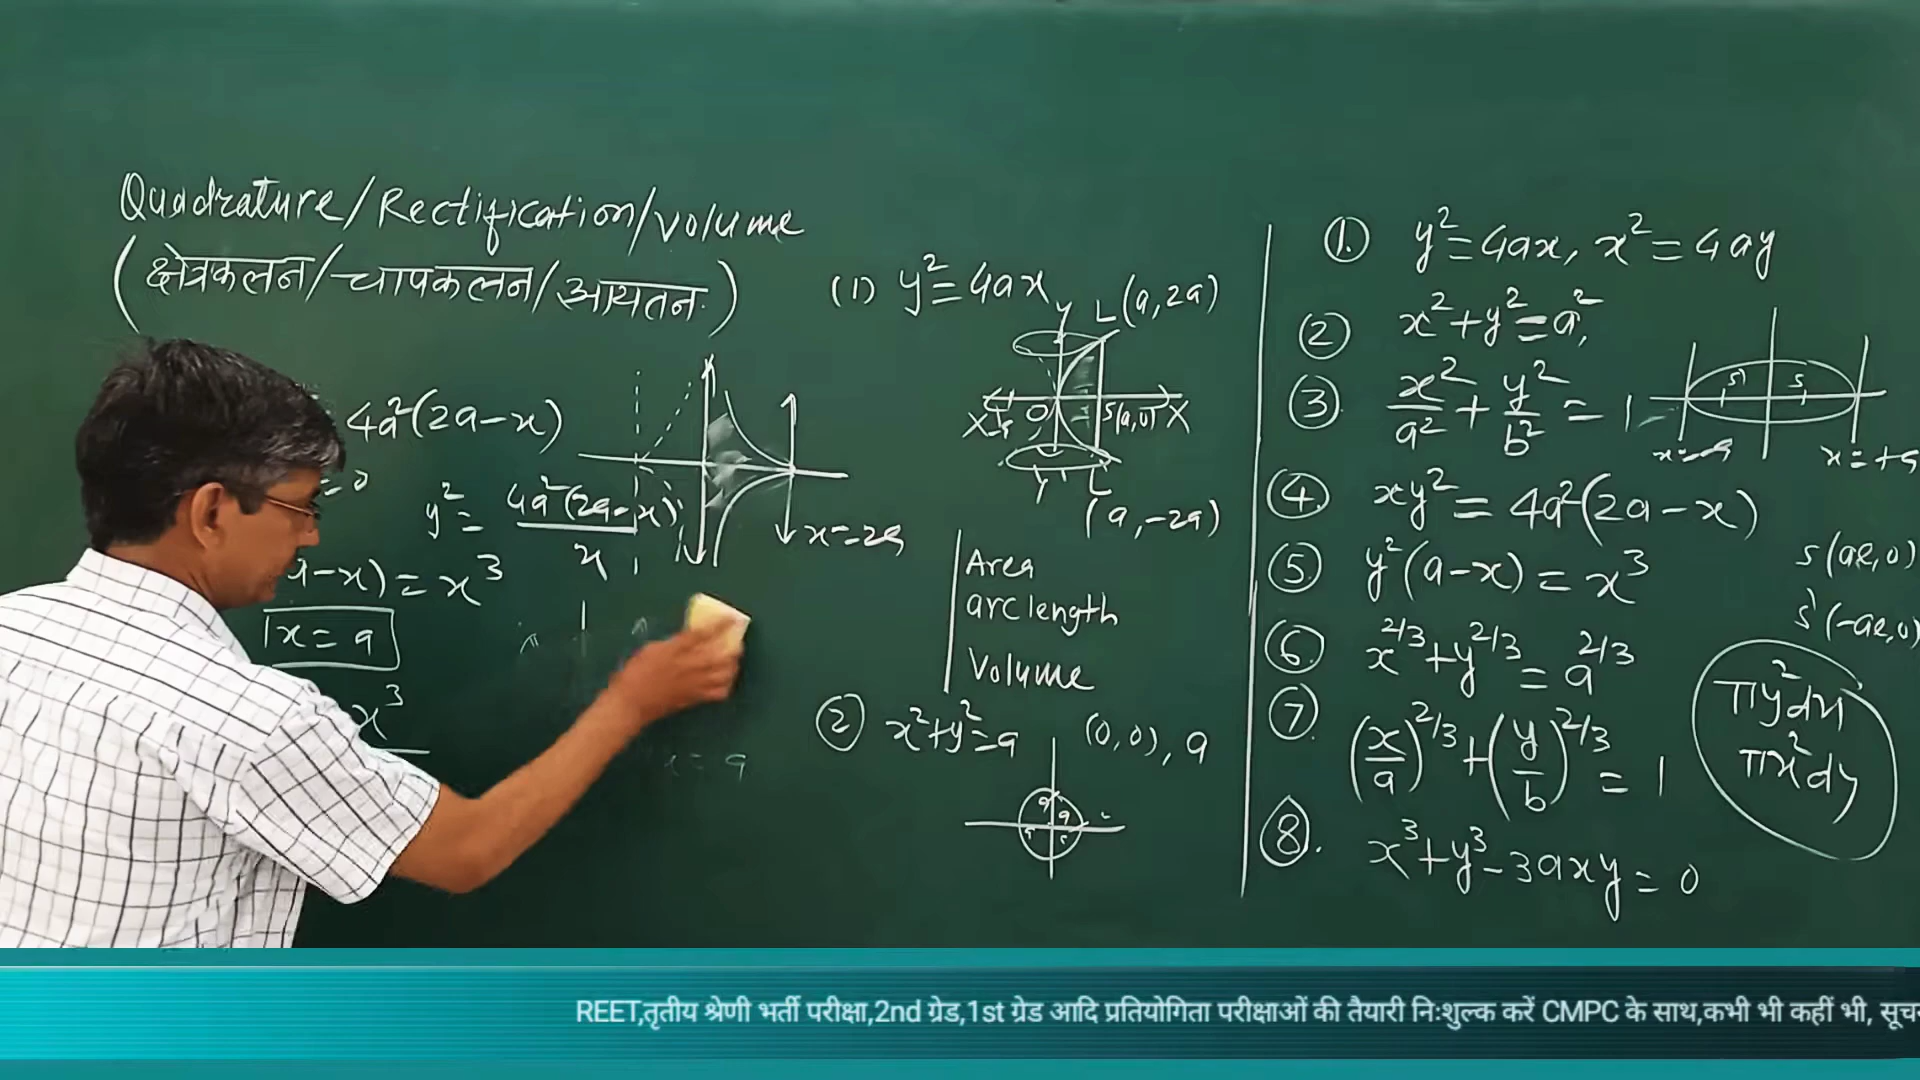 Quadrature/Rectification/volume
(क्षेत्रकलन/चापकलन/आयतन.)
4a²(2a-x)
=0
y² = 4a²(2a-x)/x
x=2a
-x) = x³
x = a
x³
x = a
(1) y² = 4ax
Y
L (a, 2a)
X
O
S(a,0) X
Y
L
(a, -2a)
Area
arc length
Volume
② x²+y²=a (0,0), a
①. y²=4ax, x²=4ay
② x²+y²=a²,
③ x²/a² + y²/b² = 1
S' S
x=-a
x=+a
④. xy² = 4a²(2a-x)
⑤. y²(a-x) = x³
⑥. x^2/3 + y^2/3 = a^2/3
⑦ (x/a)^2/3 + (y/b)^2/3 = 1
⑧. x³+y³-3axy = 0
S(ae,0)
S'(-ae,0)
πy²dx
πx²dy
REET,तृतीय श्रेणी भर्ती परीक्षा,2nd ग्रेड,1st ग्रेड आदि प्रतियोगिता परीक्षाओं की तैयारी निःशुल्क करें CMPC के साथ,कभी भी कहीं भी,